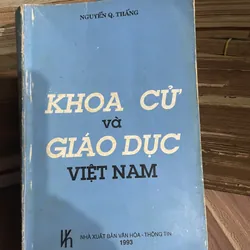 NGUYỄN Q. THẮNG
KHOA CỬ
và
GIÁO DỤC
VIỆT NAM
NHÀ XUẤT BẢN VĂN HÓA - THÔNG TIN
1993